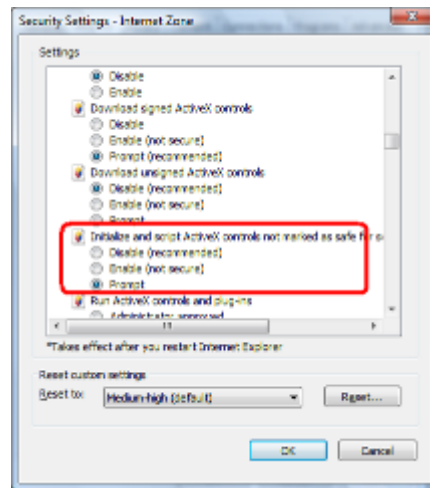 Security Settings - Internet Zone
Settings
Disable
Enable
Download signed ActiveX controls
Disable
Enable (not secure)
Prompt (recommended)
Download unsigned ActiveX controls
Disable (recommended)
Enable (not secure)
Prompt
Initialize and script ActiveX controls not marked as safe for s
Disable (recommended)
Enable (not secure)
Prompt
Run ActiveX controls and plug-ins
Administrator approved
*Takes effect after you restart Internet Explorer
Reset custom settings
Reset to:
Medium-high (default)
Reset...
OK
Cancel